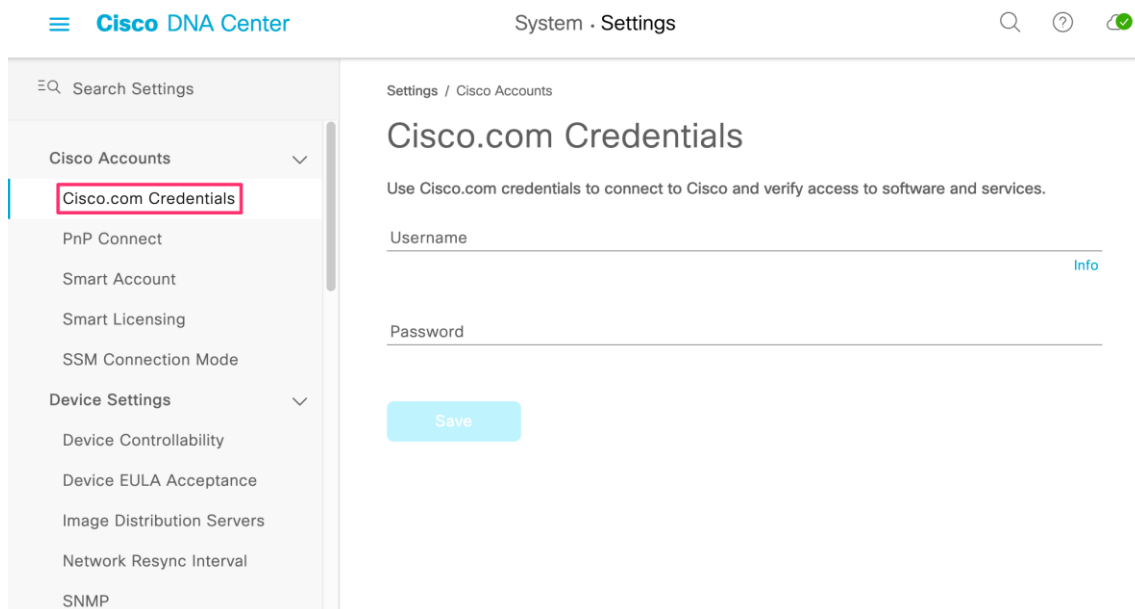 Cisco DNA Center
System · Settings
Search Settings
Cisco Accounts
Cisco.com Credentials
PnP Connect
Smart Account
Smart Licensing
SSM Connection Mode
Device Settings
Device Controllability
Device EULA Acceptance
Image Distribution Servers
Network Resync Interval
SNMP
Settings / Cisco Accounts
Cisco.com Credentials
Use Cisco.com credentials to connect to Cisco and verify access to software and services.
Username
Info
Password
Save